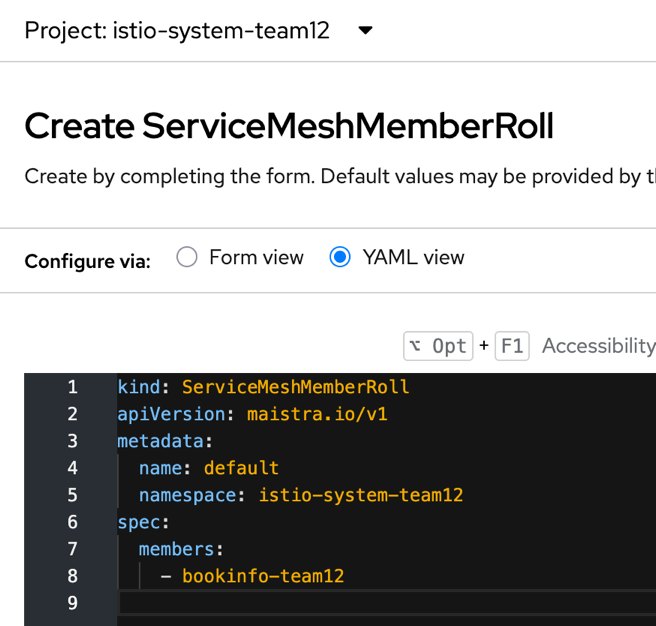 Project: istio-system-team12
Create ServiceMeshMemberRoll
Create by completing the form. Default values may be provided by
Configure via: Form view YAML view
⌥ Opt + F1 Accessibility
1 kind: ServiceMeshMemberRoll
2 apiVersion: maistra.io/v1
3 metadata:
4 name: default
5 namespace: istio-system-team12
6 spec:
7 members:
8 - bookinfo-team12
9